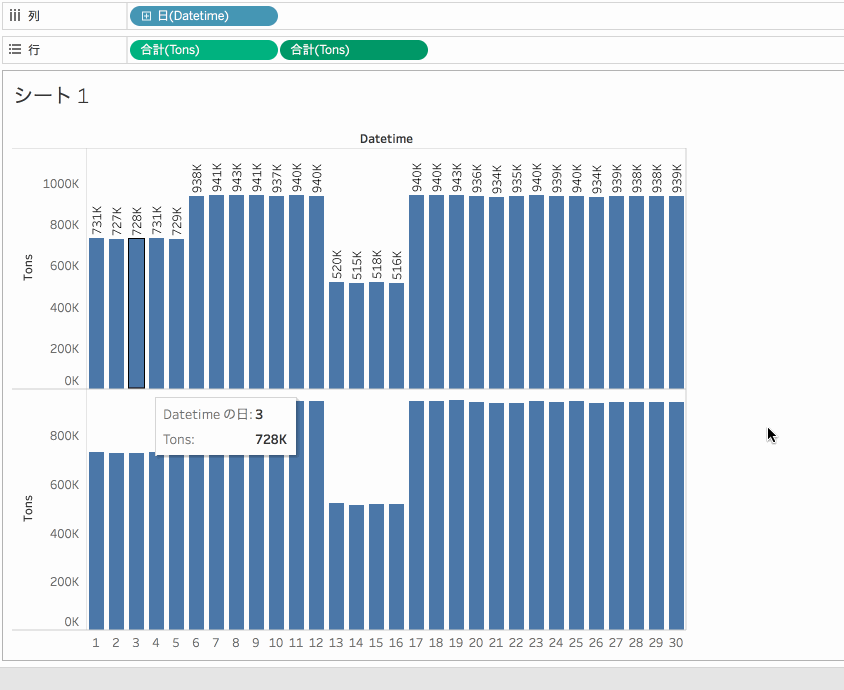 列
日(Datetime)
行
合計(Tons)
合計(Tons)
シート 1
Datetime
1000K
800K
600K
400K
200K
0K
Tons
731K
727K
728K
731K
729K
938K
941K
943K
941K
937K
940K
940K
520K
515K
518K
516K
940K
940K
943K
936K
934K
935K
940K
939K
940K
934K
939K
938K
938K
939K
Datetime の日: 3
Tons: 728K
800K
600K
400K
200K
0K
Tons
1 2 3 4 5 6 7 8 9 10 11 12 13 14 15 16 17 18 19 20 21 22 23 24 25 26 27 28 29 30